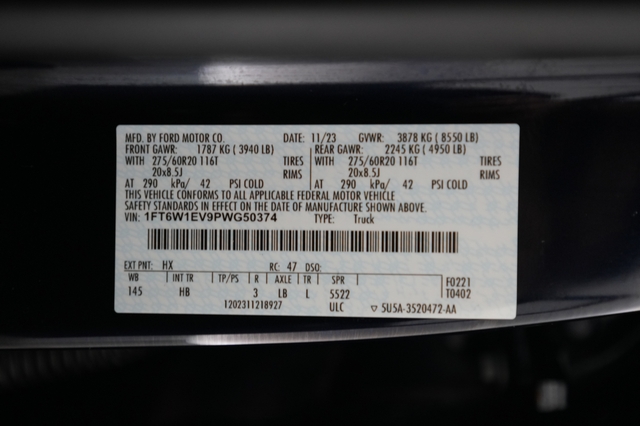 MFD. BY FORD MOTOR CO. DATE: 11/23 GVWR: 3878 KG ( 8550 LB)
FRONT GAWR: 1787 KG ( 3940 LB) REAR GAWR: 2245 KG ( 4950 LB)
WITH 275/60R20 116T TIRES WITH 275/60R20 116T TIRES
20x8.5J RIMS 20x8.5J RIMS
AT 290 kPa/ 42 PSI COLD AT 290 kPa/ 42 PSI COLD
THIS VEHICLE CONFORMS TO ALL APPLICABLE FEDERAL MOTOR VEHICLE
SAFETY STANDARDS IN EFFECT ON THE DATE OF MANUFACTURE SHOWN ABOVE.
VIN: 1FT6W1EV9PWG50374 TYPE: Truck
EXT PNT: HX RC: 47 DSO:
WB INT TR TP/PS R AXLE TR SPR F0221
145 HB 3 LB L 5522 T0402
1202311218927 ULC ▽ 5U5A-3520472-AA